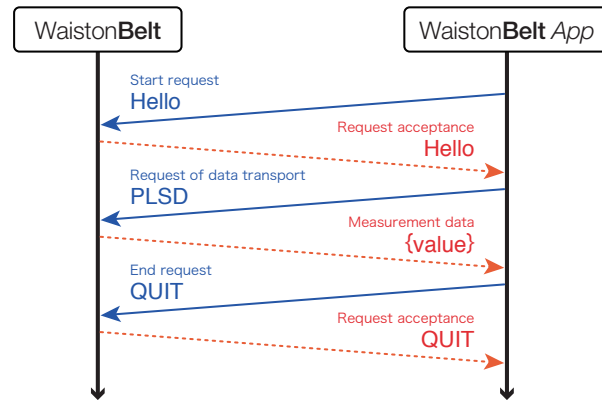 WaistonBelt
WaistonBelt App
Start request
Hello
Request acceptance
Hello
Request of data transport
PLSD
Measurement data
{value}
End request
QUIT
Request acceptance
QUIT